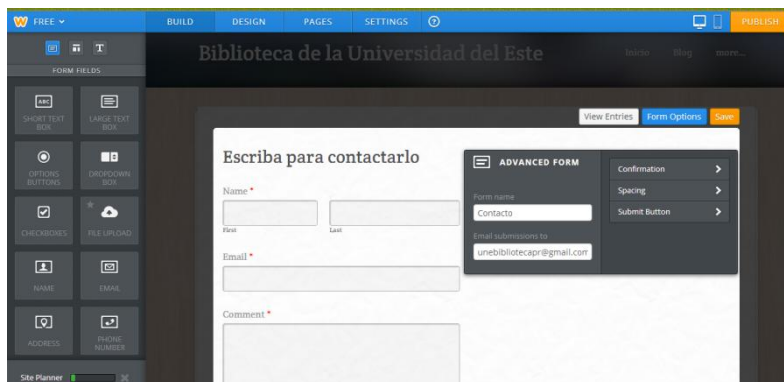 FREE
BUILD DESIGN PAGES SETTINGS ?
PUBLISH
T
FORM FIELDS
ABC
SHORT TEXT
BOX
LARGE TEXT
BOX
OPTIONS
BUTTONS
DROPDOWN
BOX
CHECKBOXES
FILE UPLOAD
NAME
EMAIL
ADDRESS
PHONE
NUMBER
Site Planner
Biblioteca de la Universidad del Este
Inicio Blog more...
View Entries Form Options Save
Escriba para contactarlo
Name *
First Last
Email *
Comment *
ADVANCED FORM
Form name
Contacto
Email submissions to
unebibliotecapr@gmail.com
Confirmation
Spacing
Submit Button